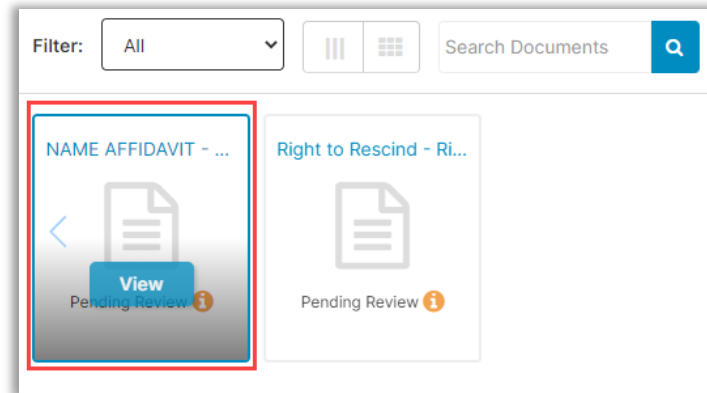 Filter: All Search Documents
NAME AFFIDAVIT - ...
Right to Rescind - Ri...
View
Pending Review
Pending Review